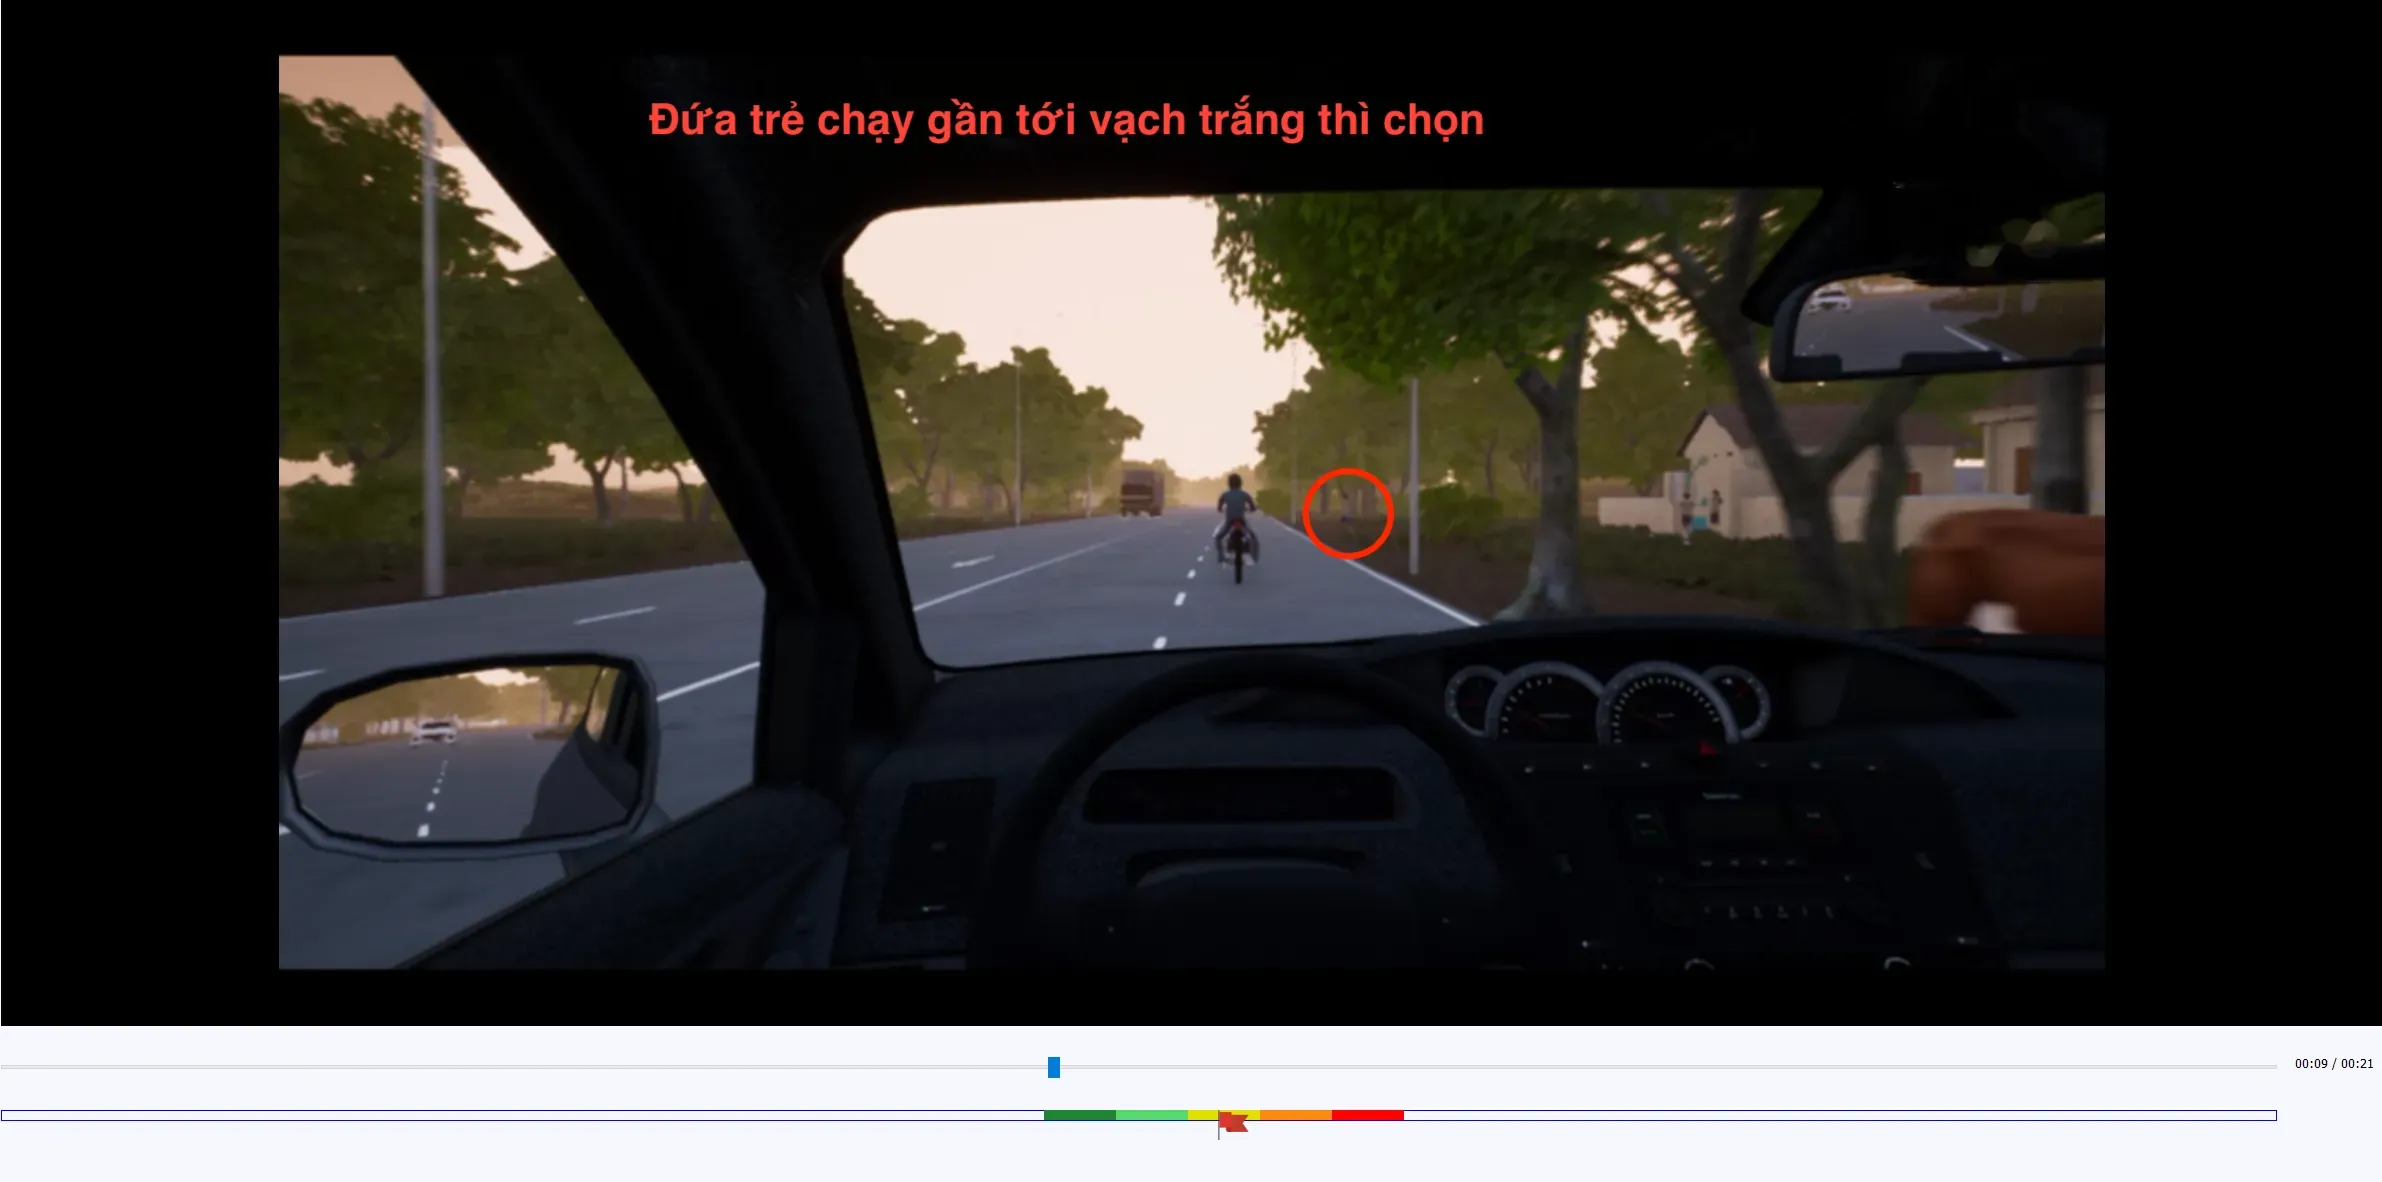 Đứa trẻ chạy gần tới vạch trắng thì chọn
00:09 / 00:21